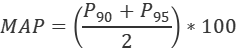 MAP = (P₉₀ + P₉₅ / 2) * 100